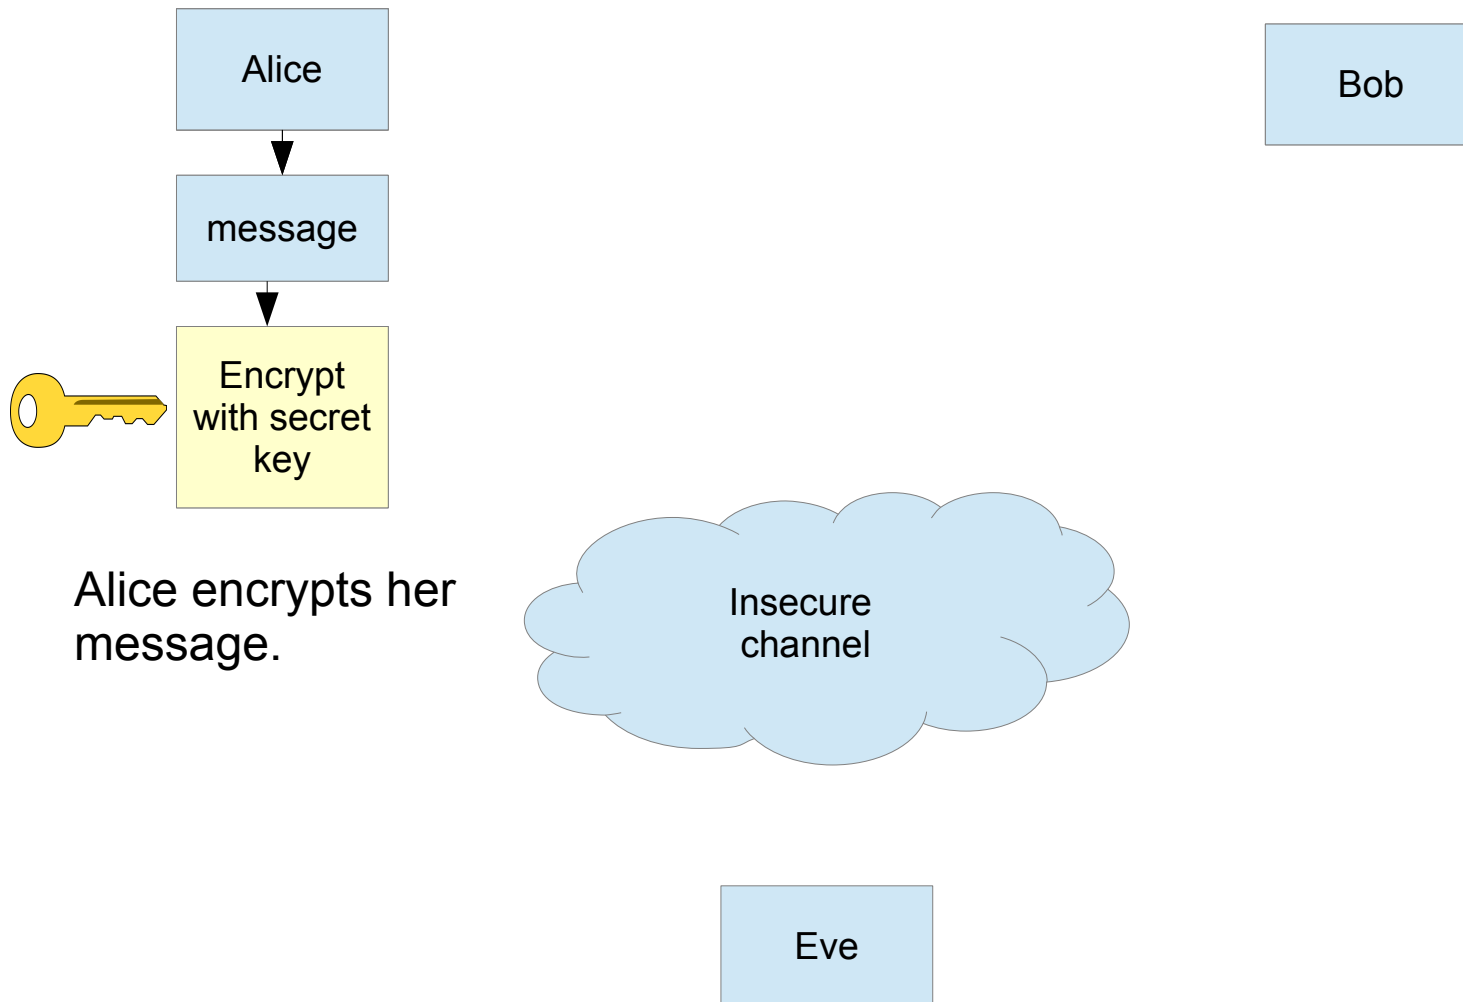 Alice
Bob
message
Encrypt
with secret
key
Alice encrypts her
message.
Insecure
channel
Eve